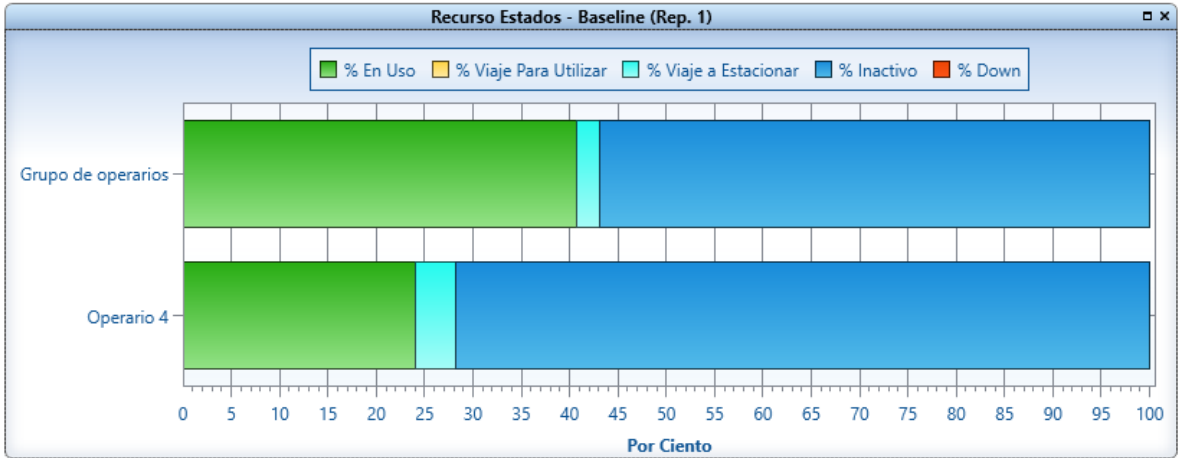 Recurso Estados - Baseline (Rep. 1)
% En Uso % Viaje Para Utilizar % Viaje a Estacionar % Inactivo % Down
Grupo de operarios
Operario 4
0 5 10 15 20 25 30 35 40 45 50 55 60 65 70 75 80 85 90 95 100
Por Ciento